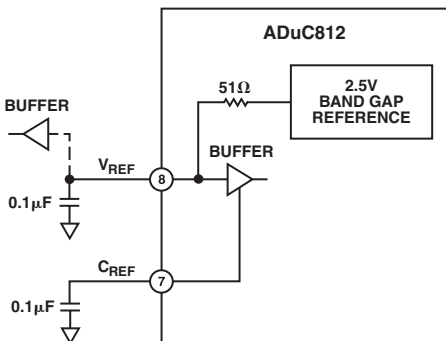 ADuC812
51Ω
2.5V
BAND GAP
REFERENCE
BUFFER
BUFFER
VREF
8
0.1μF
CREF
7
0.1μF